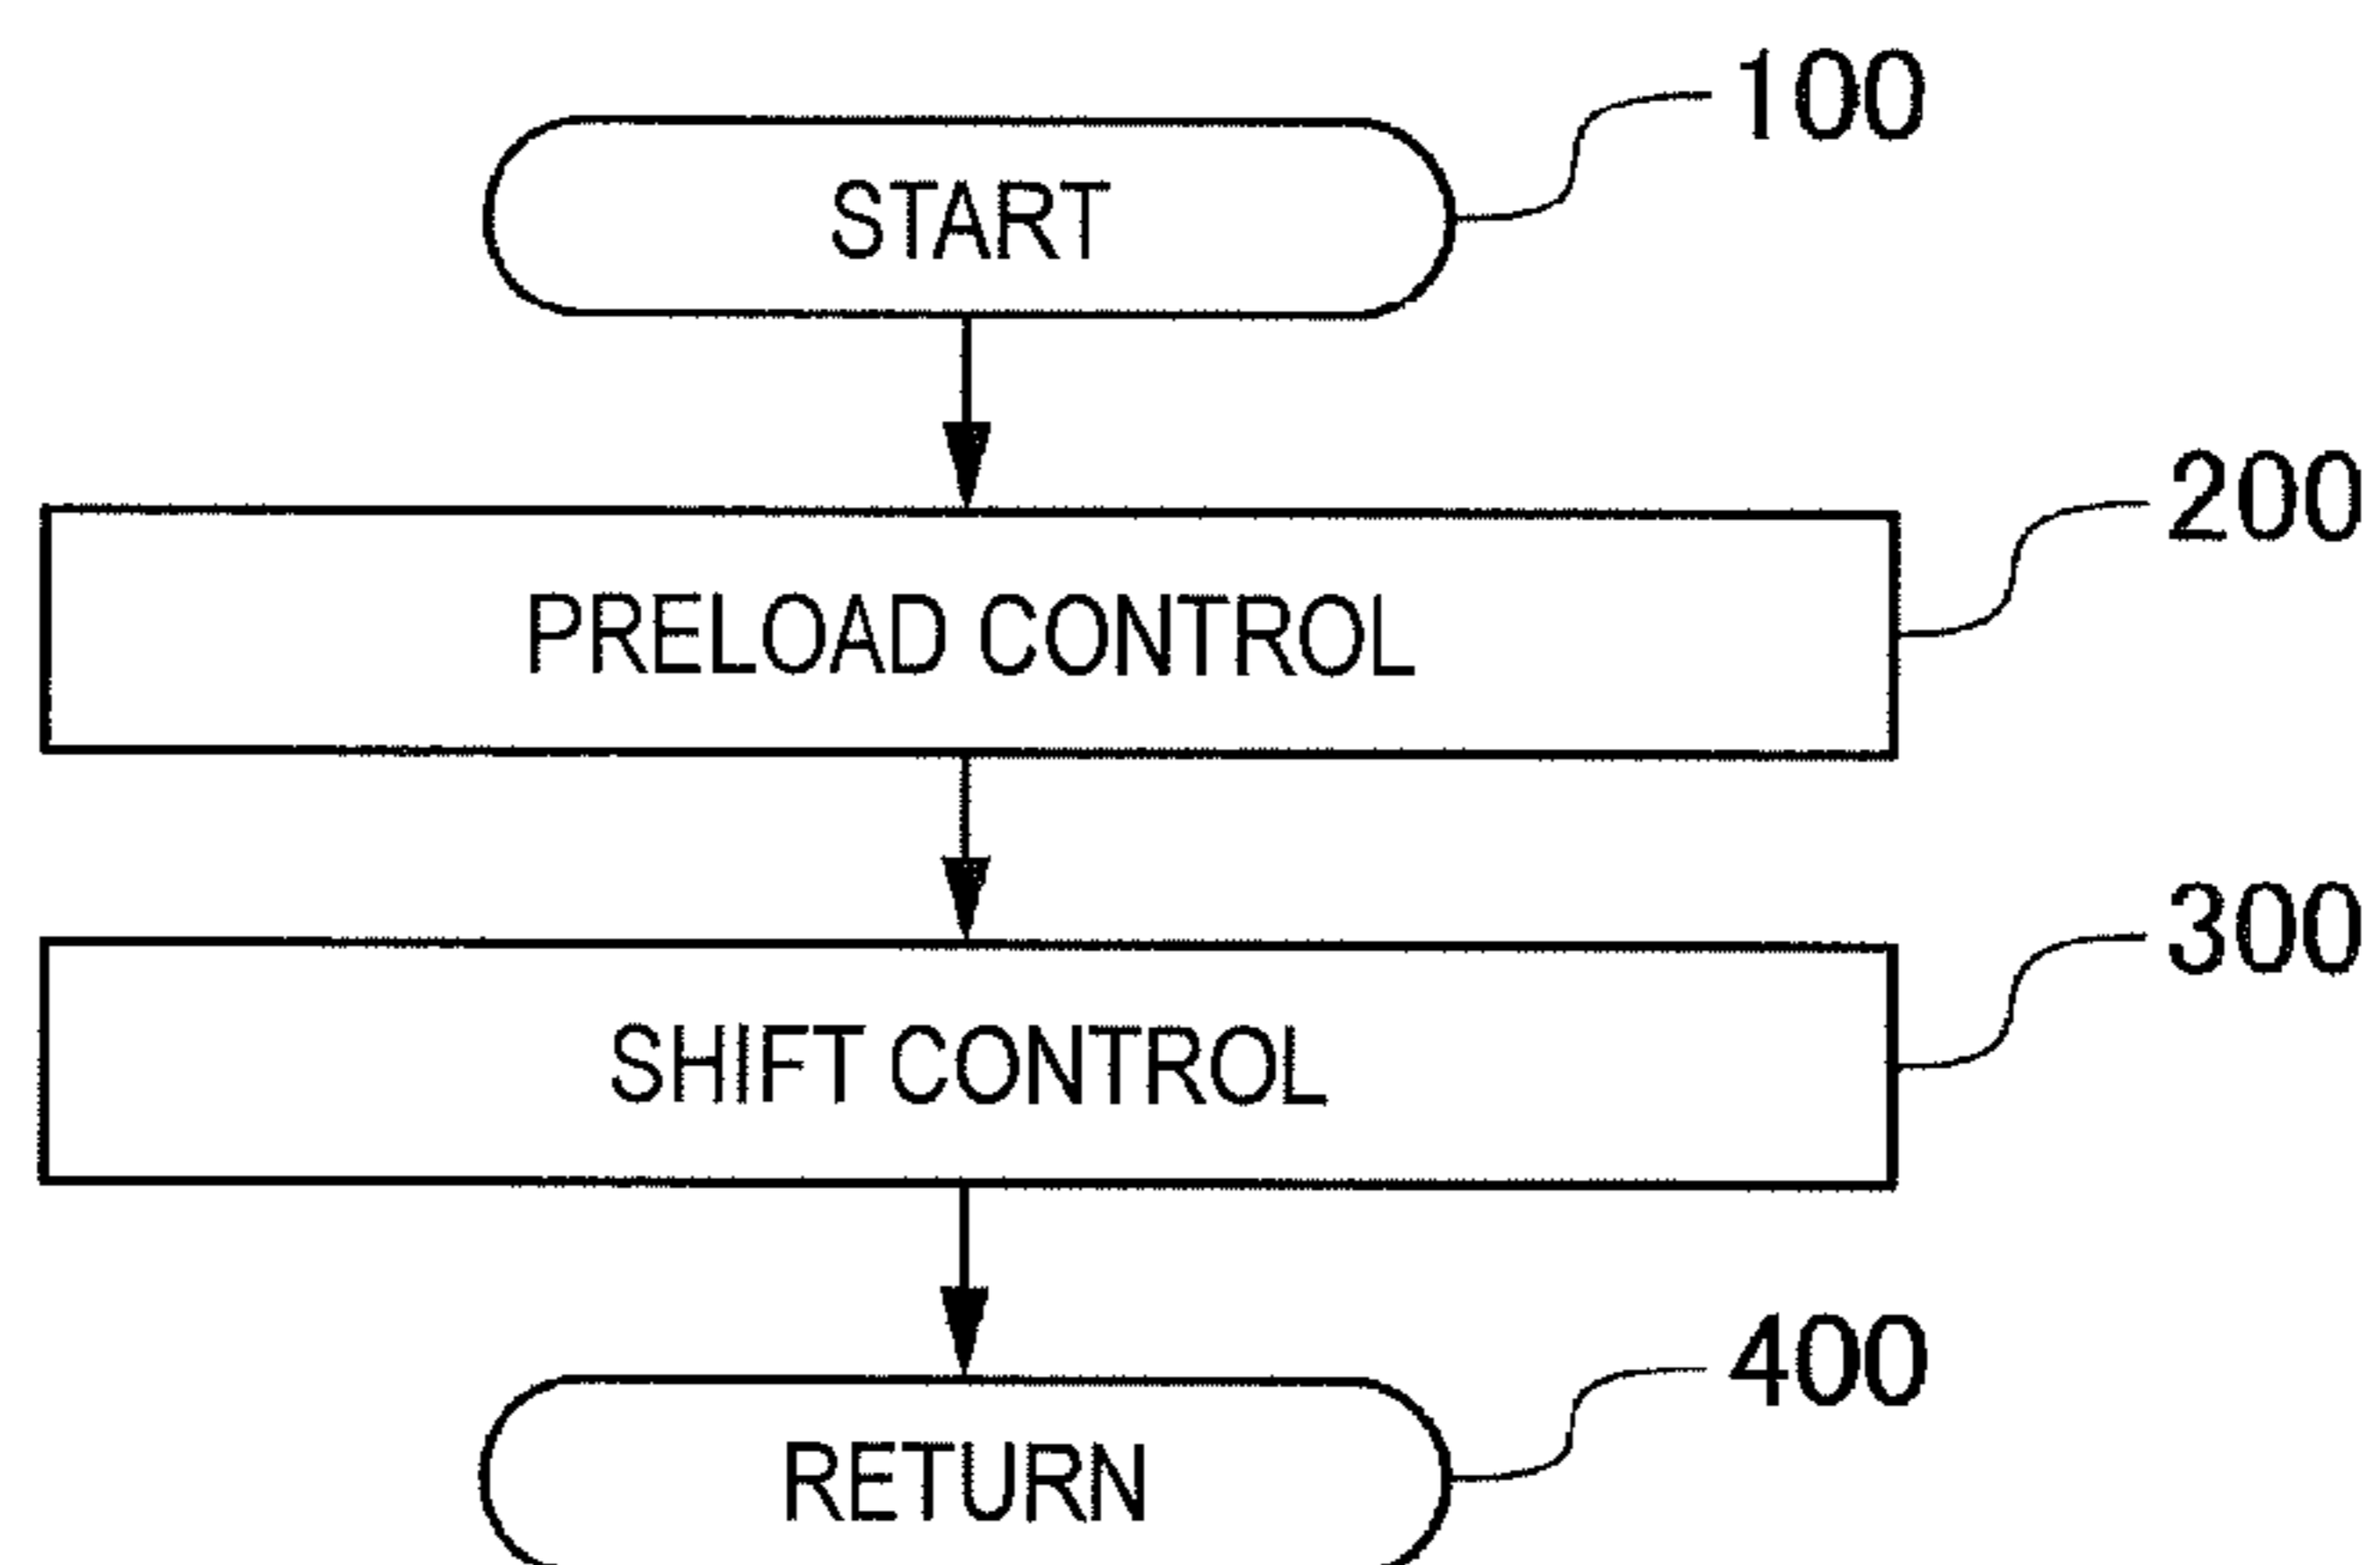 100
START
200
PRELOAD CONTROL
300
SHIFT CONTROL
400
RETURN